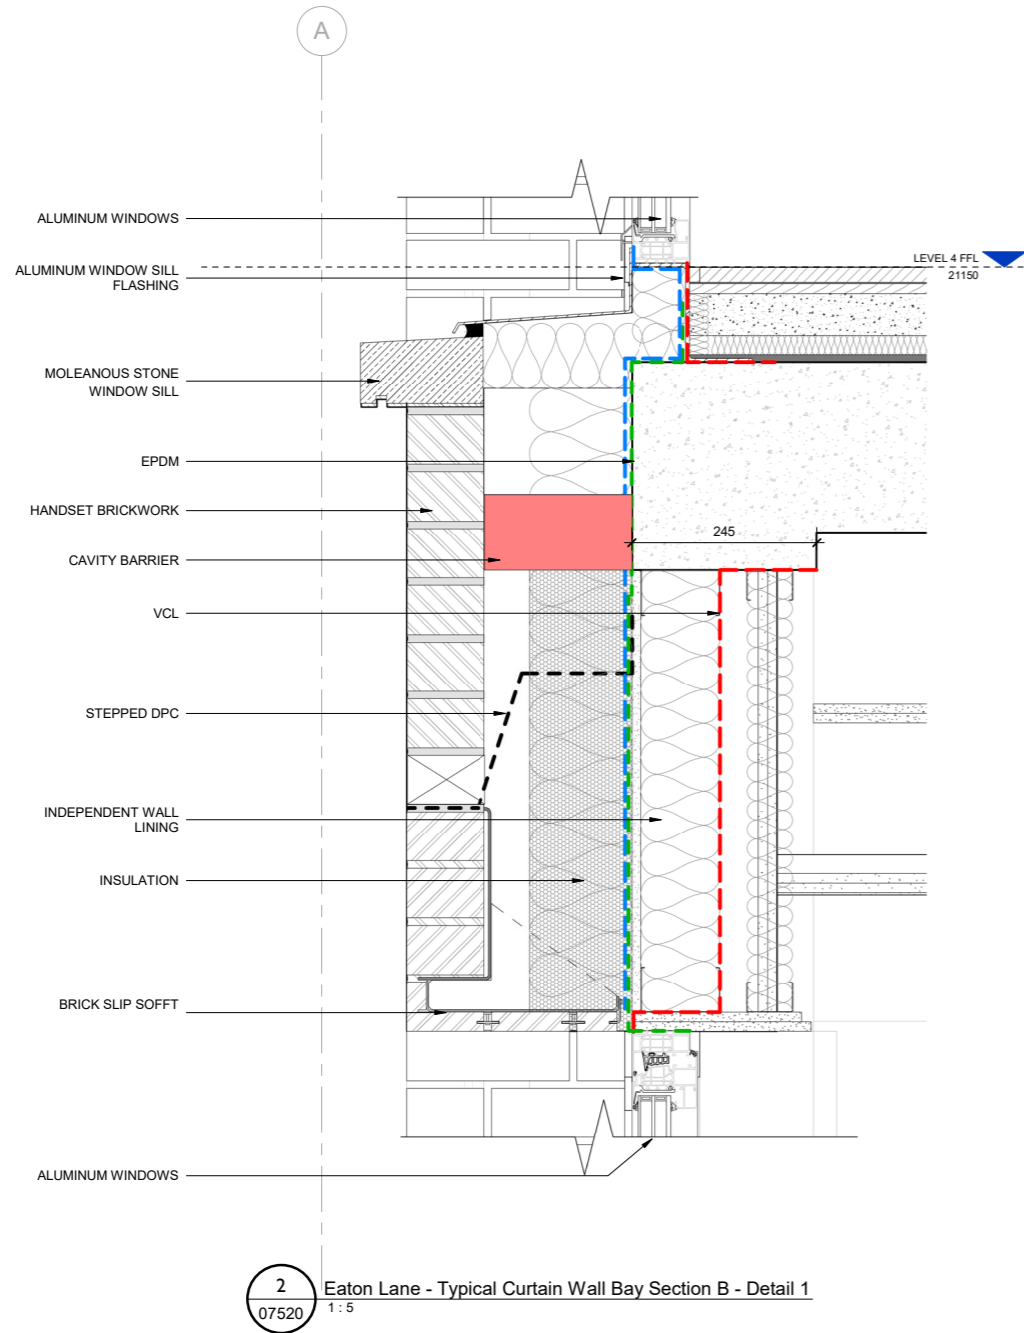 A
ALUMINUM WINDOWS
LEVEL 4 FFL
21150
ALUMINUM WINDOW SILL
FLASHING
MOLEANOUS STONE
WINDOW SILL
EPDM
HANDSET BRICKWORK
245
CAVITY BARRIER
VCL
STEPPED DPC
INDEPENDENT WALL
LINING
INSULATION
BRICK SLIP SOFFT
ALUMINUM WINDOWS
2
07520
Eaton Lane - Typical Curtain Wall Bay Section B - Detail 1
1 : 5